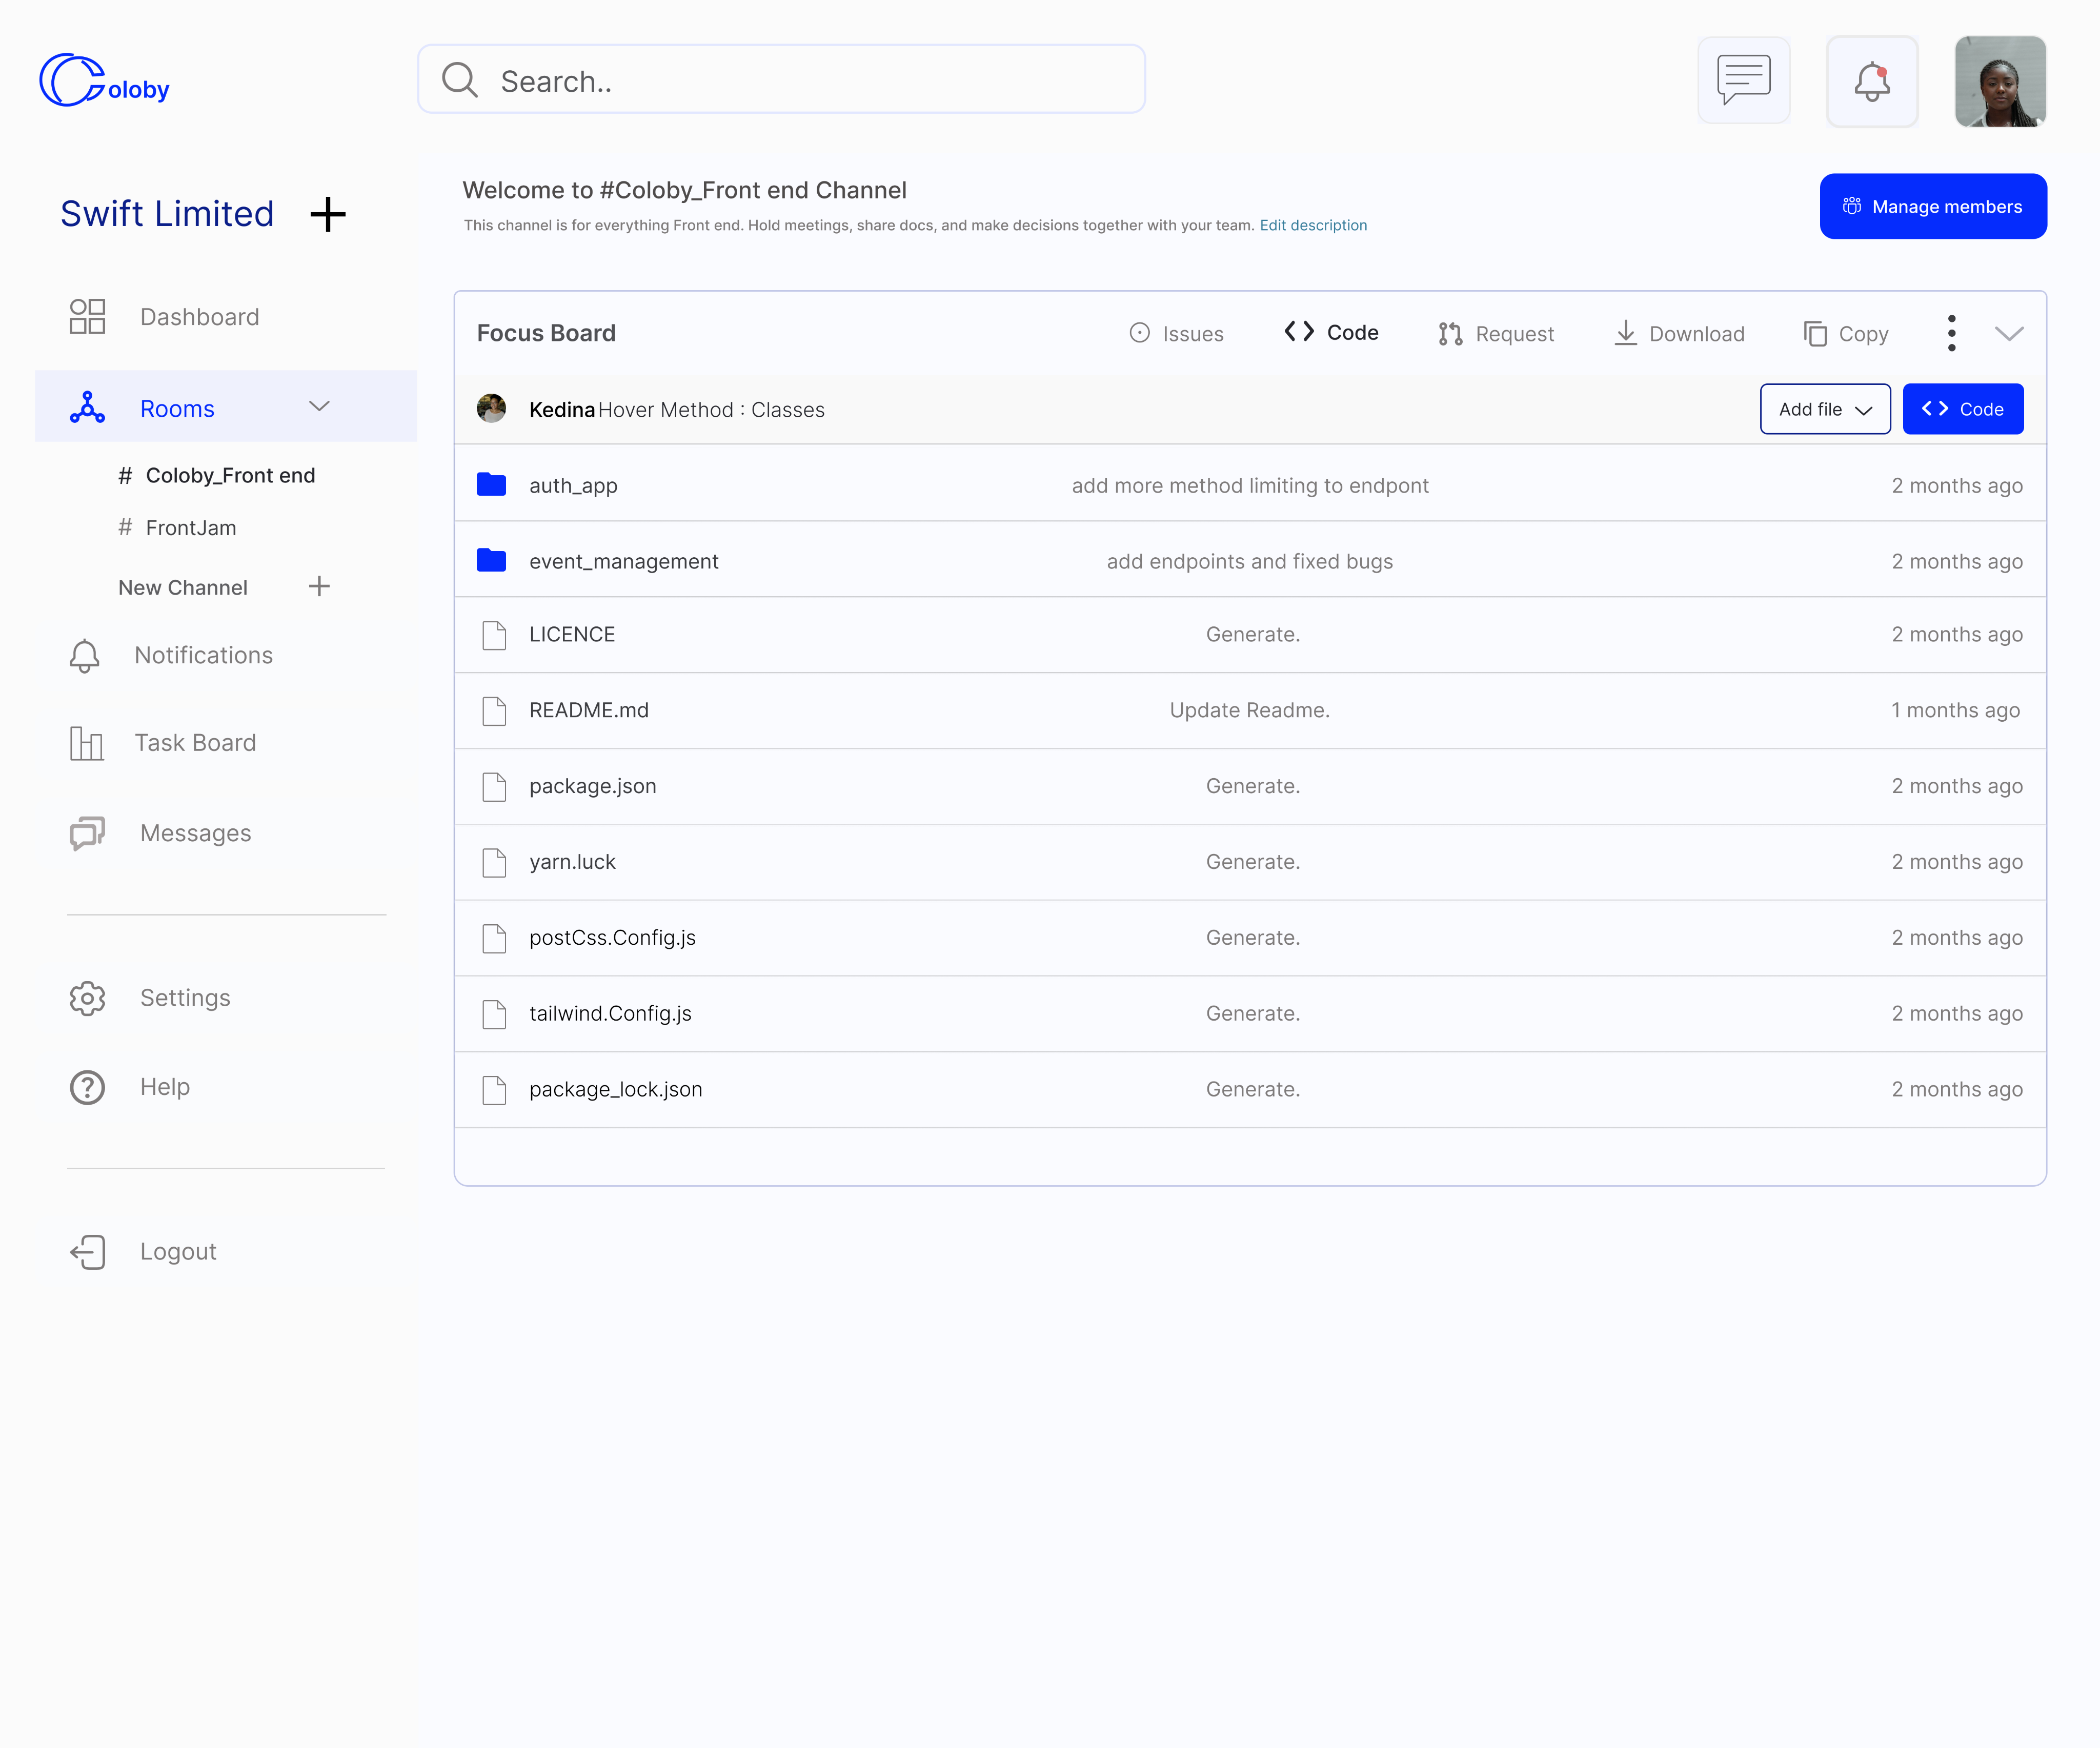 Coloby
Search..
Swift Limited
Welcome to #Coloby_Front end Channel
This channel is for everything Front end. Hold meetings, share docs, and make decisions together with your team. Edit description
Manage members
Dashboard
Rooms
# Coloby_Front end
# FrontJam
New Channel
Notifications
Task Board
Messages
Settings
Help
Logout
Focus Board
Issues
Code
Request
Download
Copy
Kedina Hover Method : Classes
Add file
Code
auth_app add more method limiting to endpont 2 months ago
event_management add endpoints and fixed bugs 2 months ago
LICENCE Generate. 2 months ago
README.md Update Readme. 1 months ago
package.json Generate. 2 months ago
yarn.luck Generate. 2 months ago
postCss.Config.js Generate. 2 months ago
tailwind.Config.js Generate. 2 months ago
package_lock.json Generate. 2 months ago